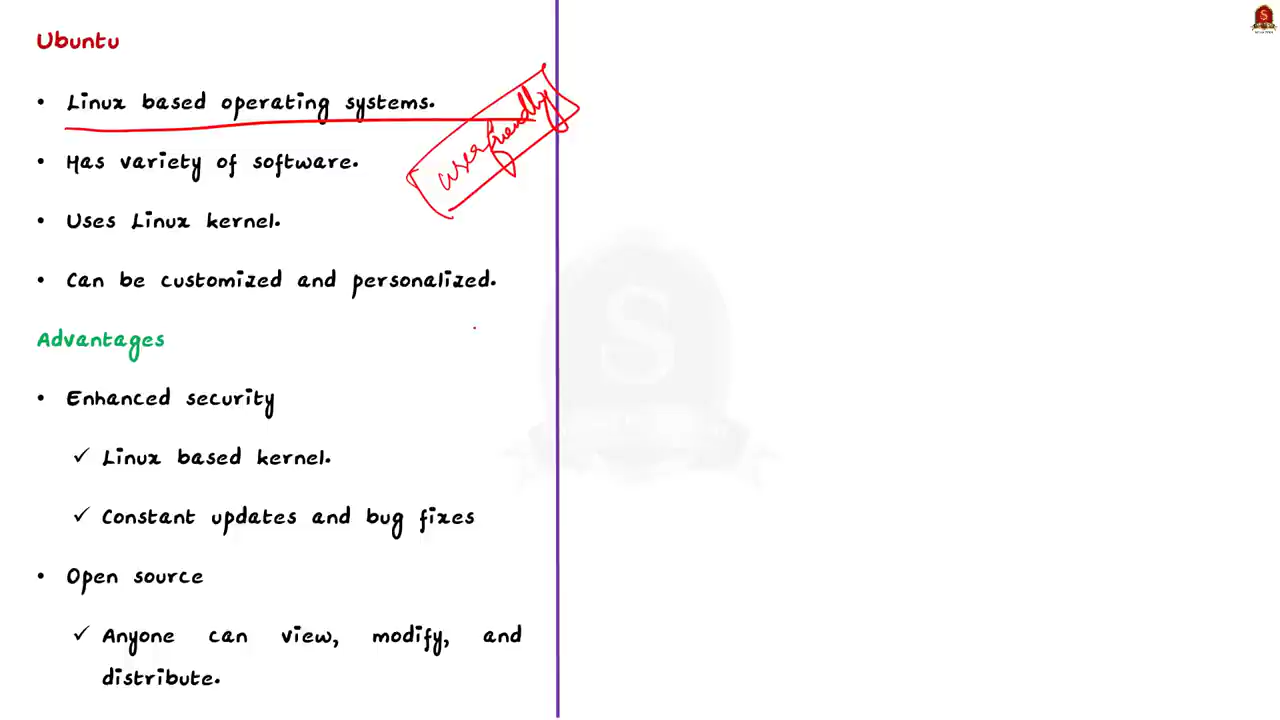 Ubuntu
• Linux based operating systems.
user friendly
• Has variety of software.
• Uses Linux kernel.
• Can be customized and personalized.
Advantages
• Enhanced security
✓ Linux based kernel.
✓ Constant updates and bug fixes
• Open source
✓ Anyone can view, modify, and
distribute.
S
S